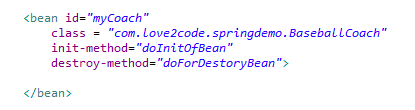 <bean id="myCoach"
class = "com.love2code.springdemo.BaseballCoach"
init-method="doInitOfBean"
destroy-method="doForDestoryBean">
</bean>